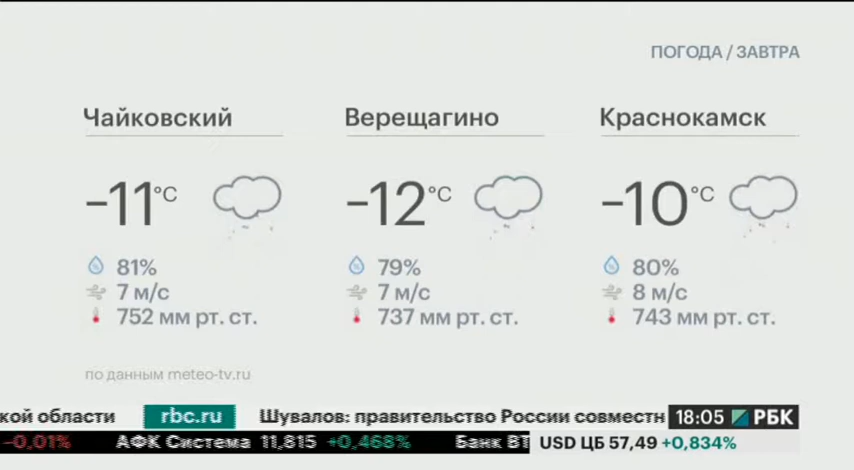 ПОГОДА / ЗАВТРА
Чайковский Верещагино Краснокамск
-11°C -12°C -10°C
81% 79% 80%
7 м/с 7 м/с 8 м/с
752 мм рт. ст. 737 мм рт. ст. 743 мм рт. ст.
по данным meteo-tv.ru
кой области rbc.ru Шувалов: правительство России совместн 18:05 РБК
-0,01% АФК Система 11,815 +0,468% Банк ВТ USD ЦБ 57,49 +0,834%